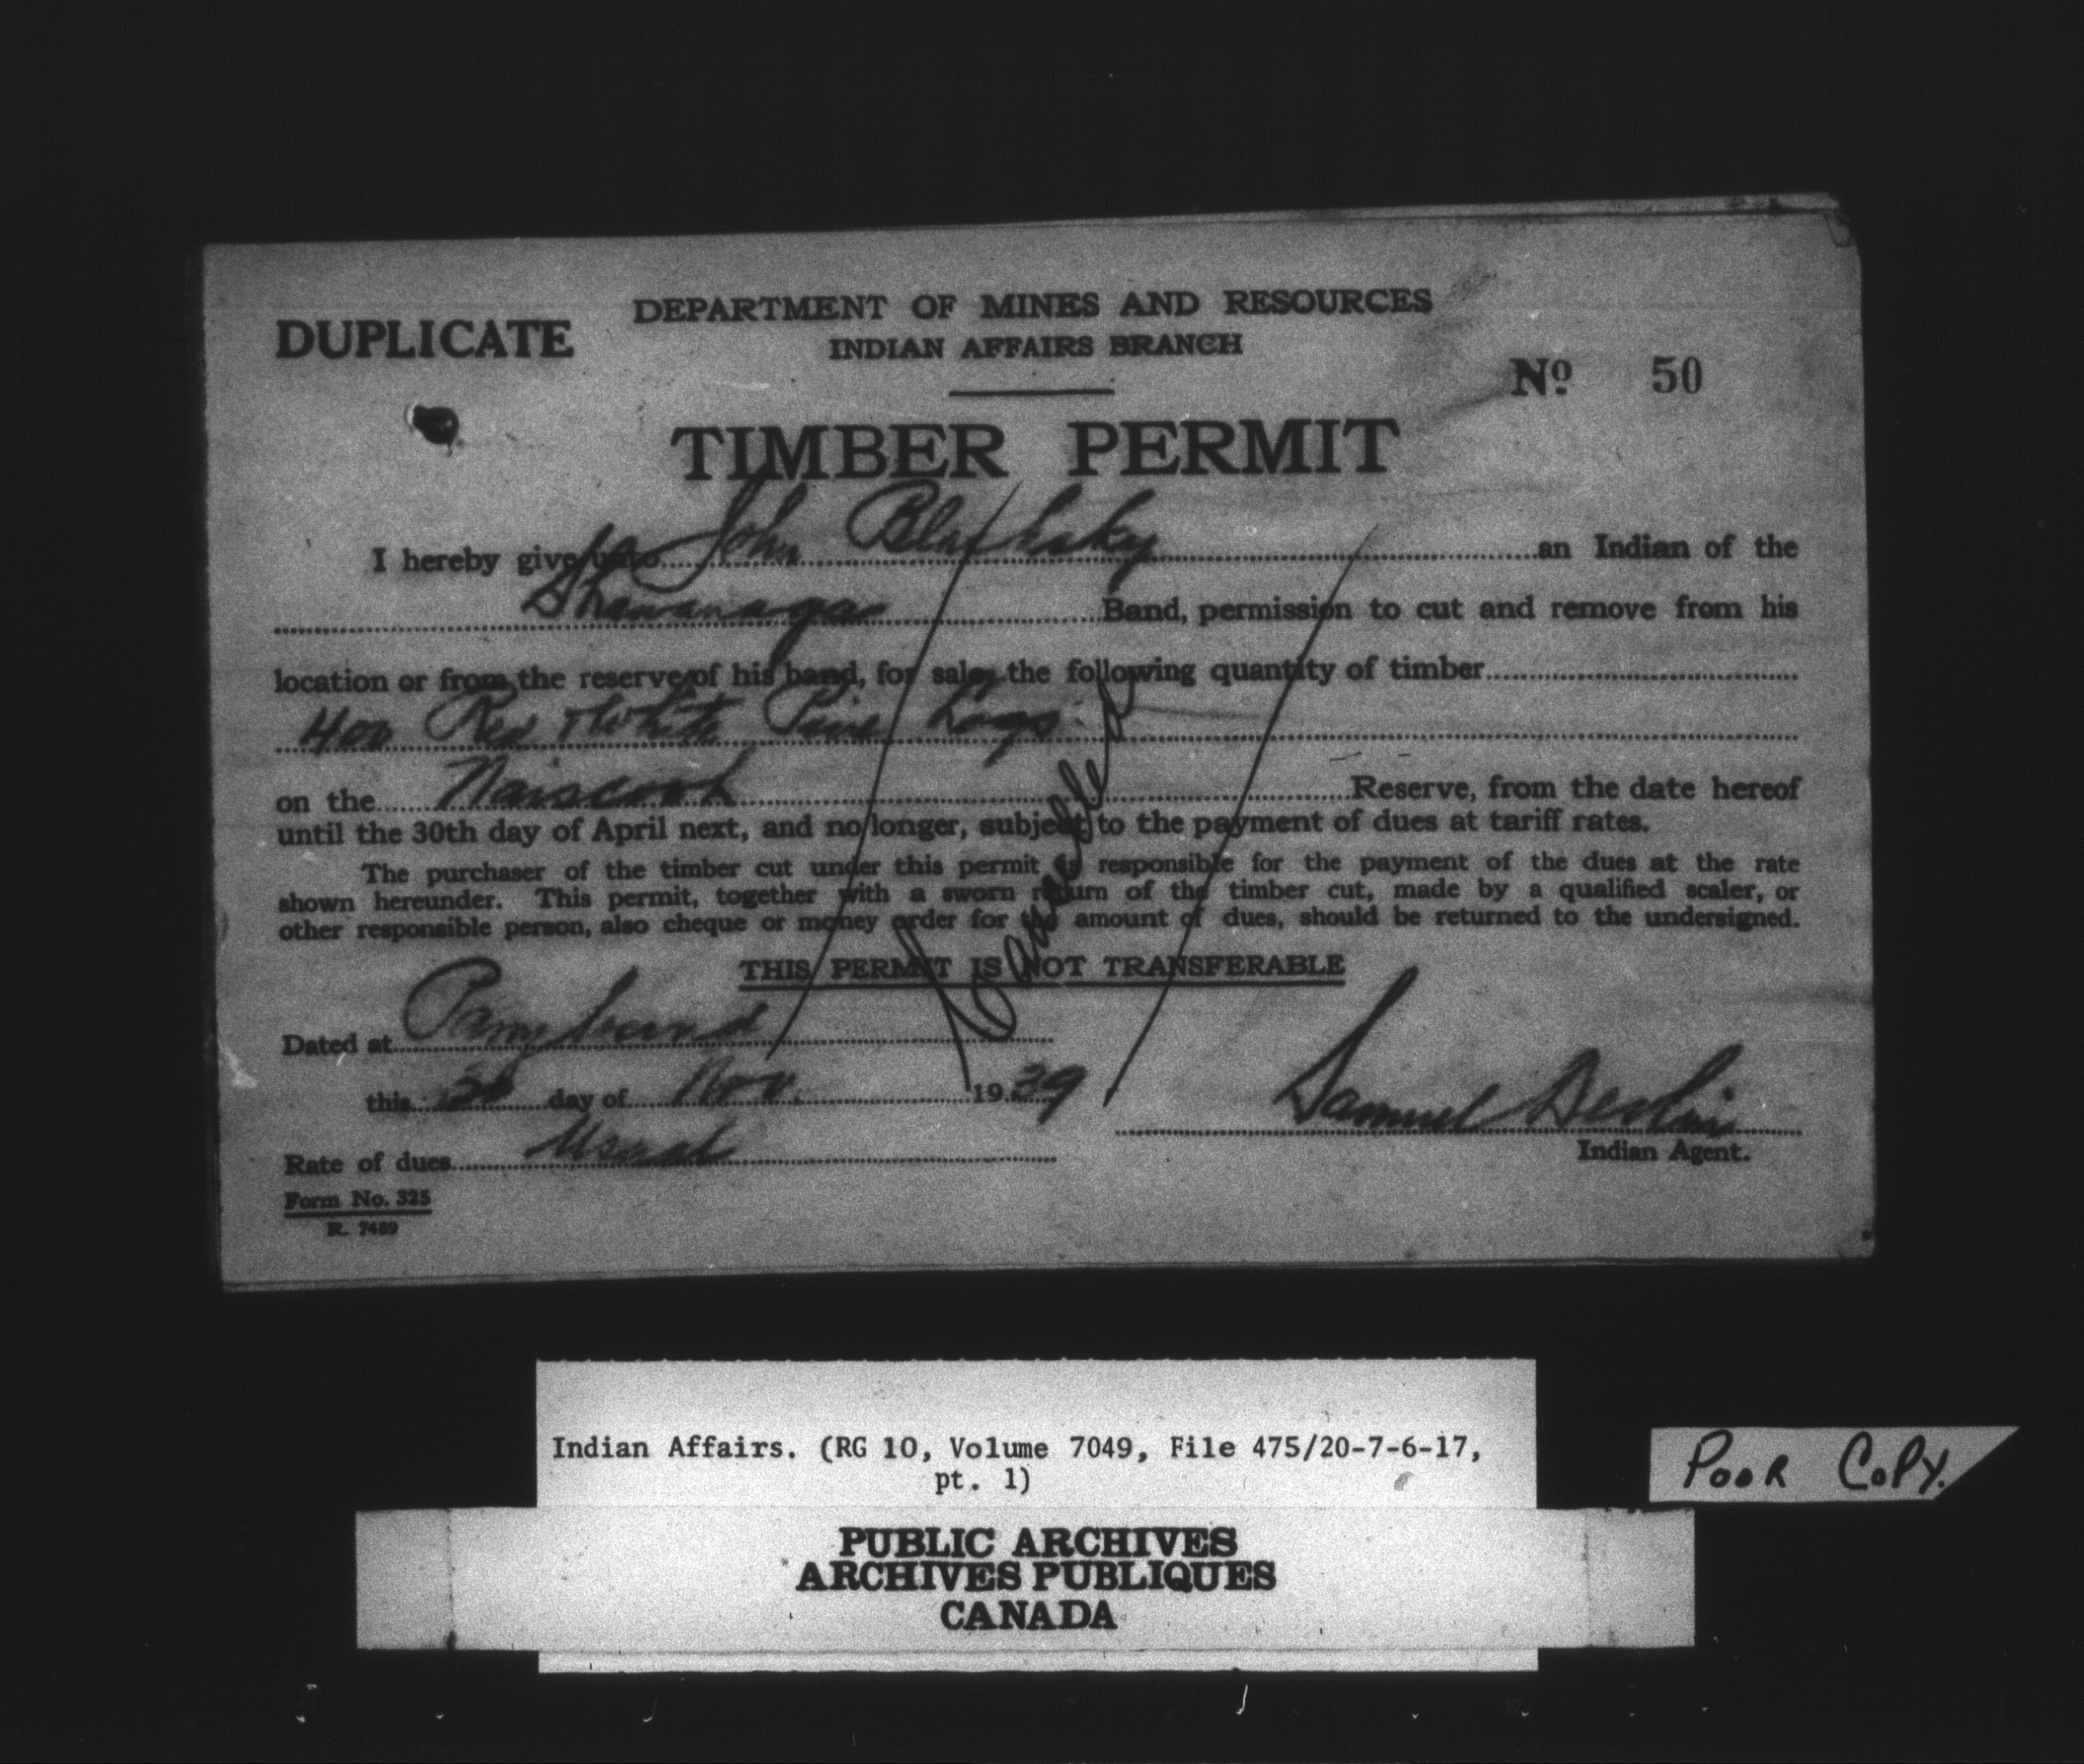 DUPLICATE
DEPARTMENT OF MINES AND RESOURCES
INDIAN AFFAIRS BRANCH
Nº 50
TIMBER PERMIT
I hereby give unto John an Indian of the
Shawanaga Band, permission to cut and remove from his
location or from the reserve of his band, for sale, the following quantity of timber
400 Red & White Pine Logs.
on the Naiscoot Reserve, from the date hereof
until the 30th day of April next, and no longer, subject to the payment of dues at tariff rates.
The purchaser of the timber cut under this permit is responsible for the payment of the dues at the rate
shown hereunder. This permit, together with a sworn return of the timber cut, made by a qualified scaler, or
other responsible person, also cheque or money order for the amount of dues, should be returned to the undersigned.
THIS PERMIT IS NOT TRANSFERABLE
Cancelled
Dated at Parry Sound
this day of Nov. 1939
Samuel Devlin
Indian Agent.
Rate of dues Usual
Form No. 325
R. 7489
Indian Affairs. (RG 10, Volume 7049, File 475/20-7-6-17,
pt. 1)
POOR COPY.
PUBLIC ARCHIVES
ARCHIVES PUBLIQUES
CANADA